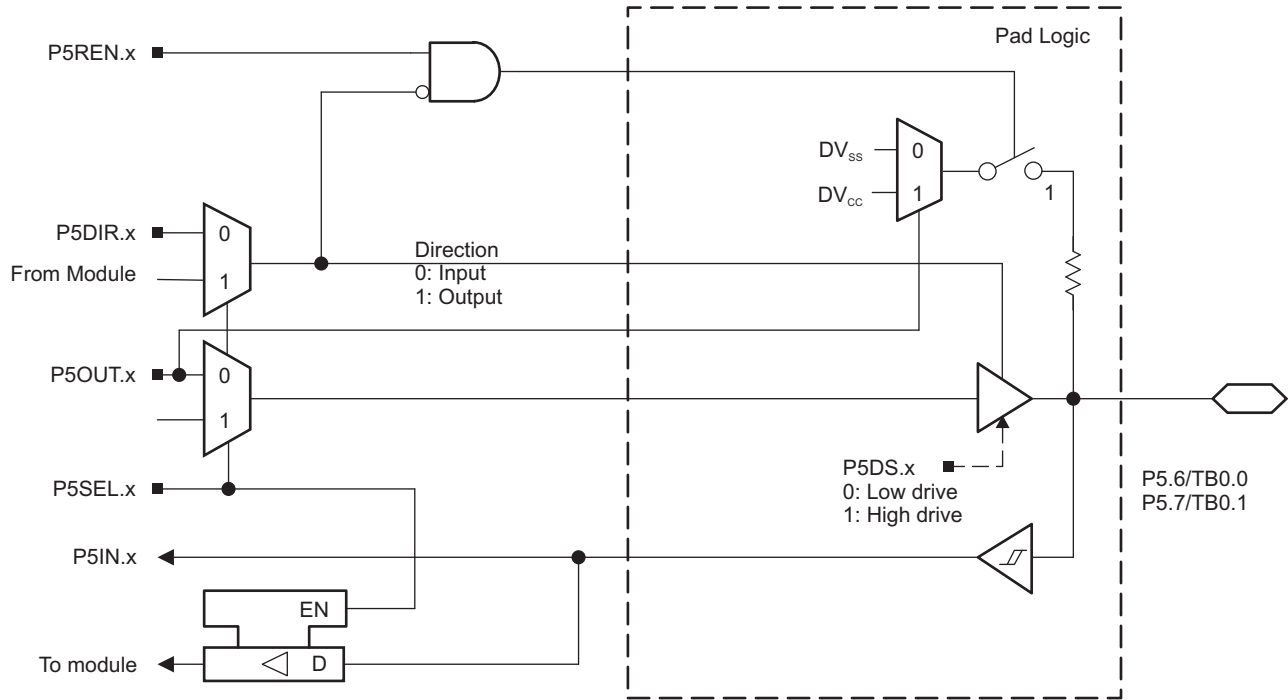 Pad Logic
P5REN.x
DVSS
0
DVCC
1
1
P5DIR.x
0
From Module
1
Direction
0: Input
1: Output
P5OUT.x
0
1
P5DS.x
0: Low drive
1: High drive
P5.6/TB0.0
P5.7/TB0.1
P5SEL.x
P5IN.x
EN
To module
D